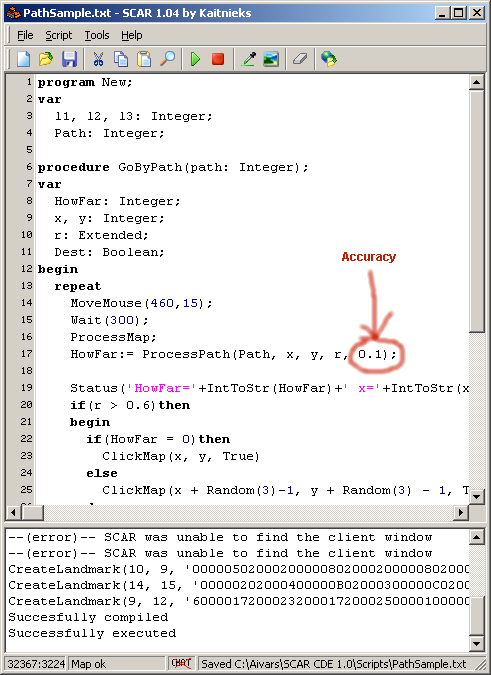 PathSample.txt - SCAR 1.04 by Kaitnieks
File Script Tools Help
1 program New;
2 var
3 l1, l2, l3: Integer;
4 Path: Integer;
5
6 procedure GoByPath(path: Integer);
7 var
8 HowFar: Integer;
9 x, y: Integer;
10 r: Extended;
11 Dest: Boolean;
12 begin
Accuracy
13 repeat
14 MoveMouse(460,15);
15 Wait(300);
16 ProcessMap;
17 HowFar:= ProcessPath(Path, x, y, r, 0.1);
18
19 Status('HowFar='+IntToStr(HowFar)+' x='+IntToStr(x
20 if(r > 0.6)then
21 begin
22 if(HowFar = 0)then
23 ClickMap(x, y, True)
24 else
25 ClickMap(x + Random(3)-1, y + Random(3) - 1, T
--(error)-- SCAR was unable to find the client window
--(error)-- SCAR was unable to find the client window
CreateLandmark(10, 9, '000005020002000008020002000008020000
CreateLandmark(14, 15, '00000202000400000B02000300000C0200
CreateLandmark(9, 12, '6000017200023200017200025000010000
Succesfully compiled
Successfully executed
32367:3224 Map ok CHAT Saved C:\Aivars\SCAR CDE 1.0\Scripts\PathSample.txt